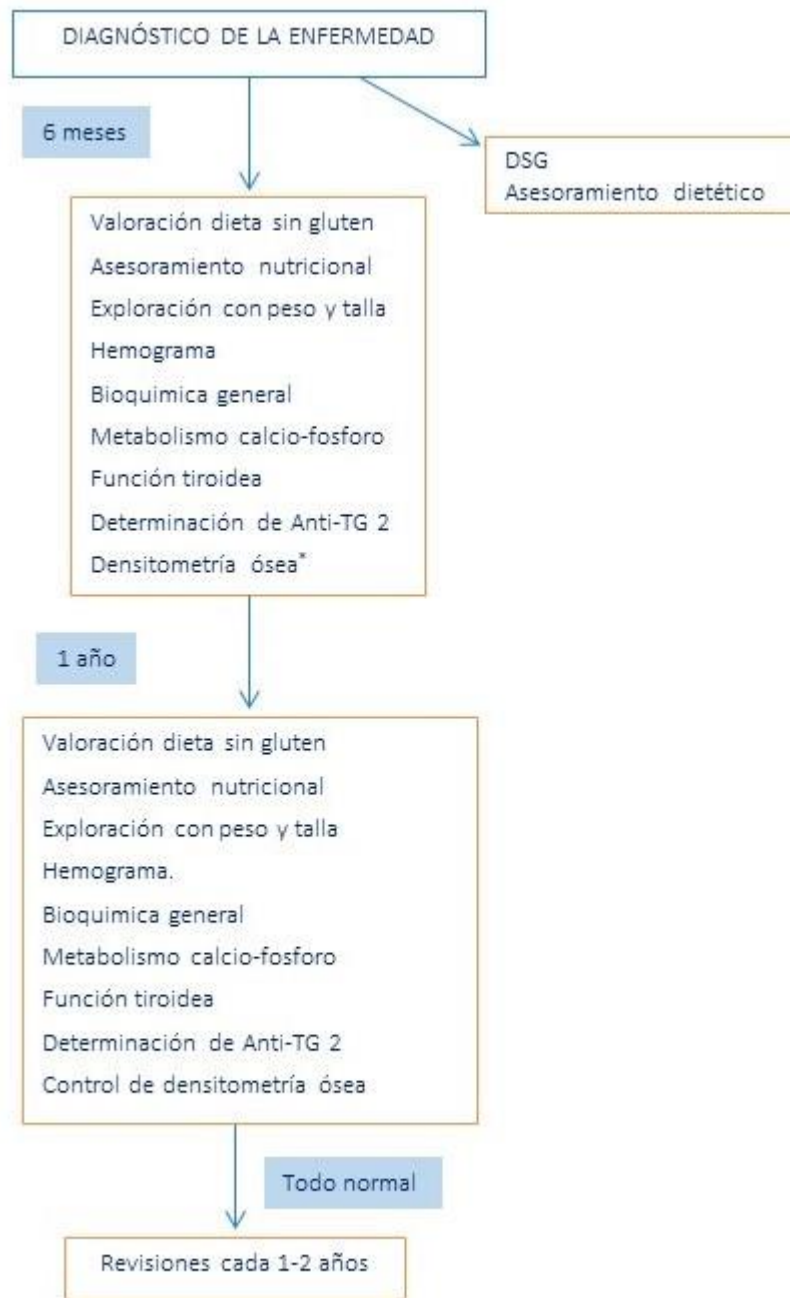 DIAGNÓSTICO DE LA ENFERMEDAD
6 meses
DSG
Asesoramiento dietético
Valoración dieta sin gluten
Asesoramiento nutricional
Exploración con peso y talla
Hemograma
Bioquimica general
Metabolismo calcio-fosforo
Función tiroidea
Determinación de Anti-TG 2
Densitometría ósea*
1 año
Valoración dieta sin gluten
Asesoramiento nutricional
Exploración con peso y talla
Hemograma.
Bioquimica general
Metabolismo calcio-fosforo
Función tiroidea
Determinación de Anti-TG 2
Control de densitometría ósea
Todo normal
Revisiones cada 1-2 años